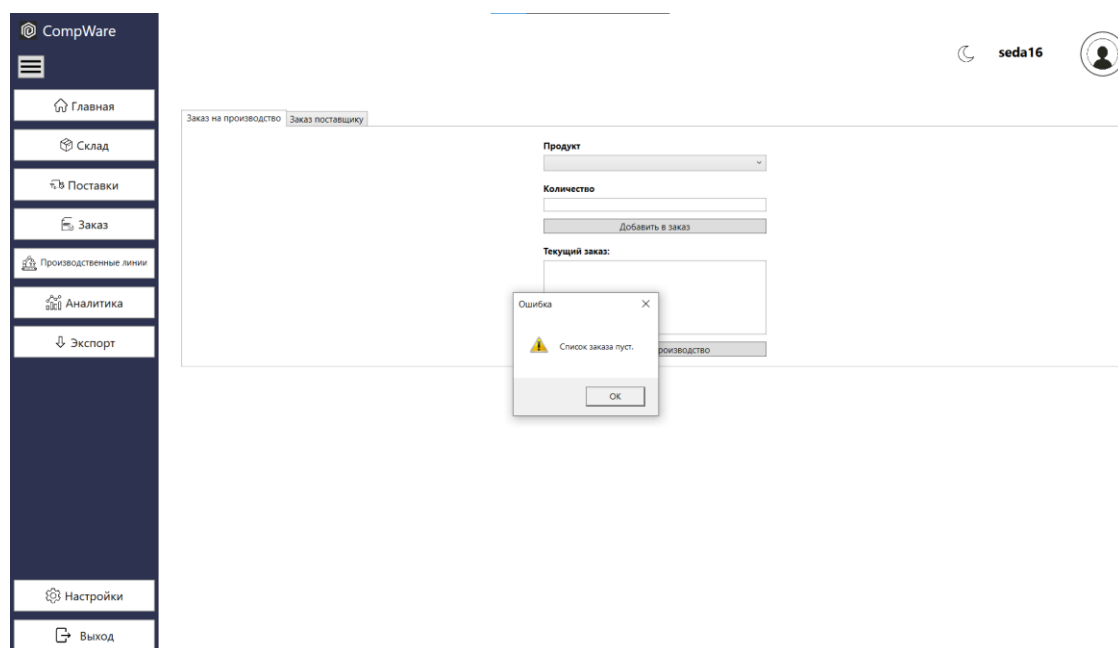 CompWare
seda16
Главная
Склад
Поставки
Заказ
Производственные линии
Аналитика
Экспорт
Настройки
Выход
Заказ на производство
Заказ поставщику
Продукт
Количество
Добавить в заказ
Текущий заказ:
Ошибка
Список заказа пуст.
OK